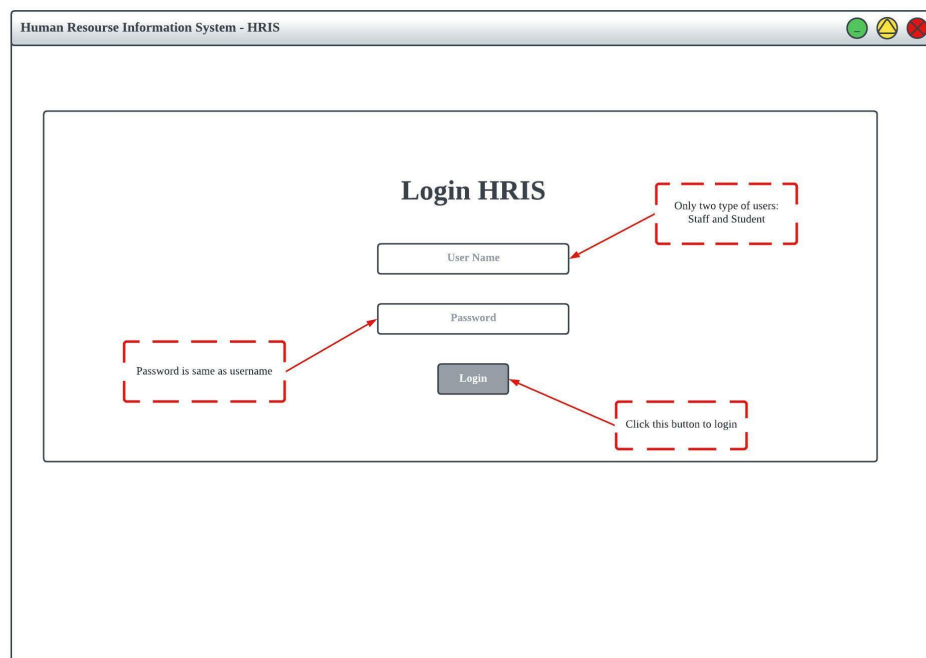 Human Resourse Information System - HRIS
Login HRIS
Only two type of users:
Staff and Student
User Name
Password
Password is same as username
Login
Click this button to login